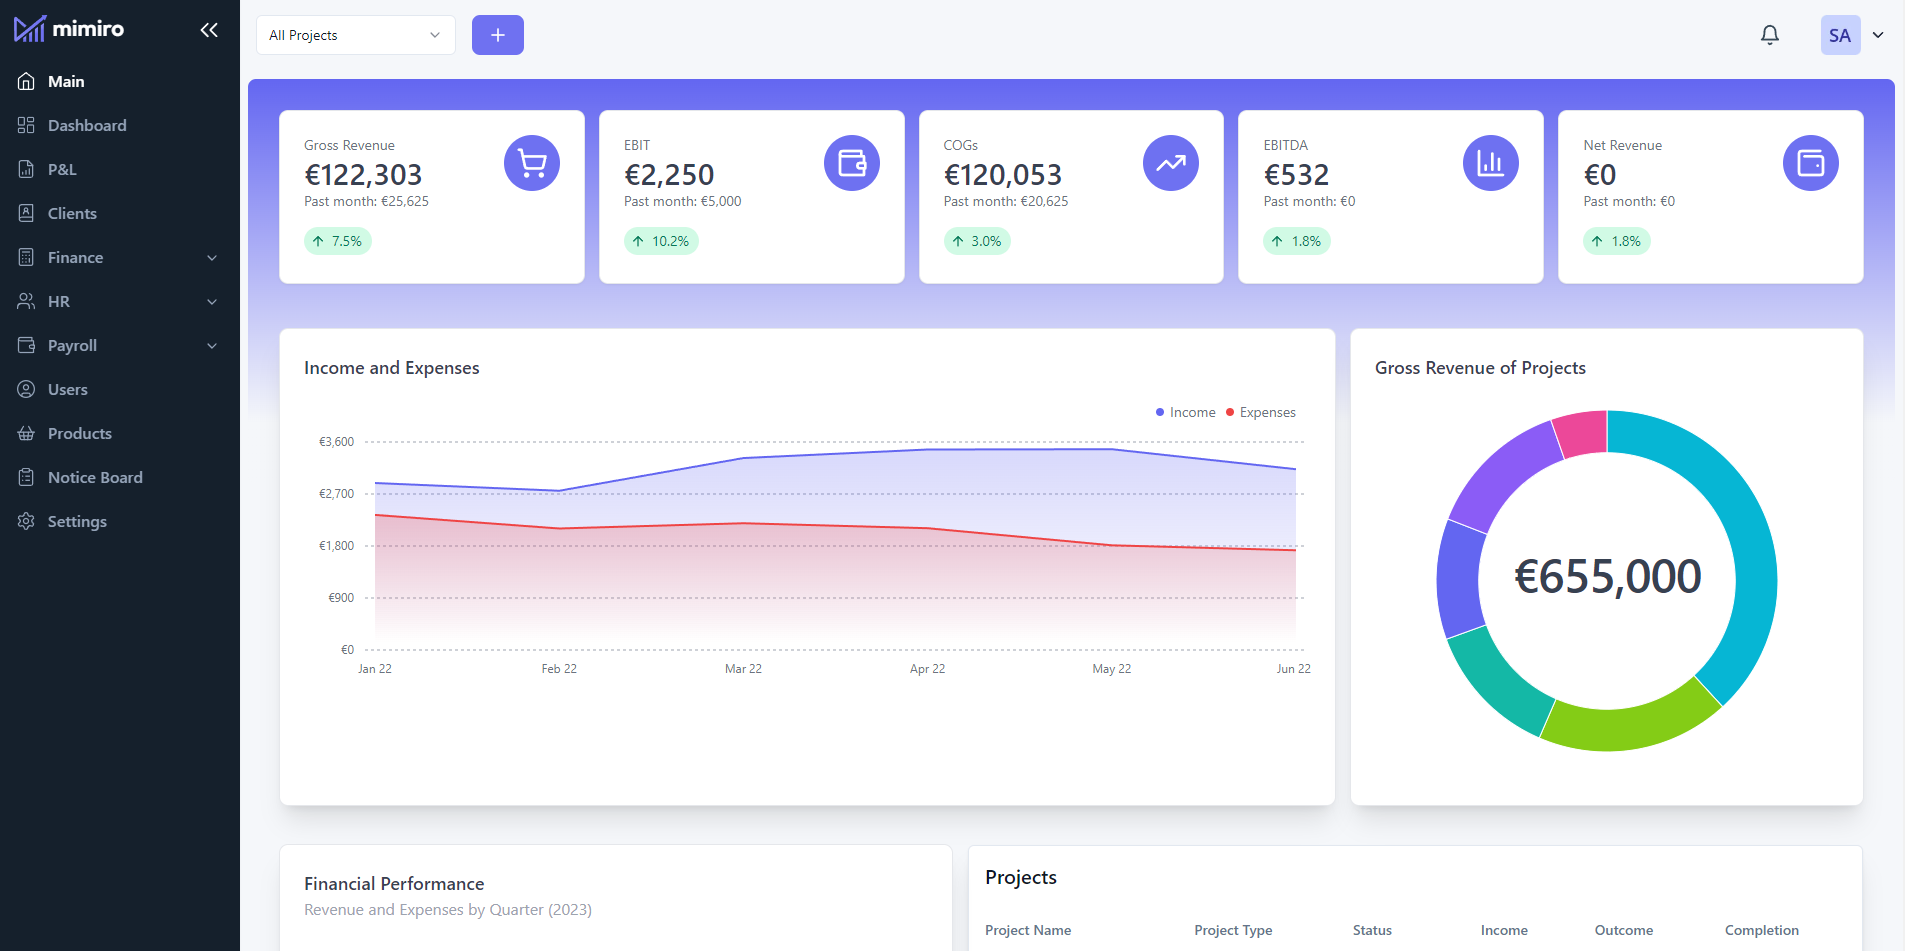 mimiro
Main
Dashboard
P&L
Clients
Finance
HR
Payroll
Users
Products
Notice Board
Settings
All Projects
SA
Gross Revenue
€122,303
Past month: €25,625
7.5%
EBIT
€2,250
Past month: €5,000
10.2%
COGs
€120,053
Past month: €20,625
3.0%
EBITDA
€532
Past month: €0
1.8%
Net Revenue
€0
Past month: €0
1.8%
Income and Expenses
Income Expenses
€3,600
€2,700
€1,800
€900
€0
Jan 22 Feb 22 Mar 22 Apr 22 May 22 Jun 22
Gross Revenue of Projects
€655,000
Financial Performance
Revenue and Expenses by Quarter (2023)
Projects
Project Name Project Type Status Income Outcome Completion